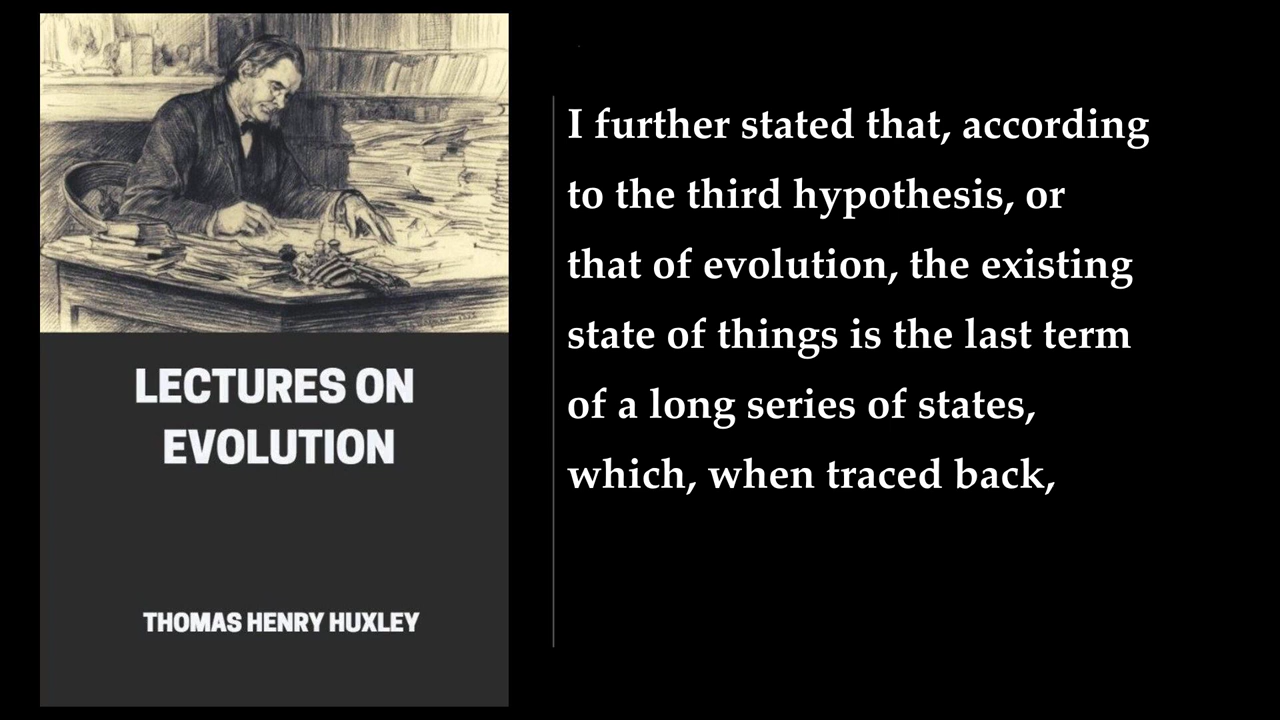 LECTURES ON
EVOLUTION
THOMAS HENRY HUXLEY
I further stated that, according
to the third hypothesis, or
that of evolution, the existing
state of things is the last term
of a long series of states,
which, when traced back,